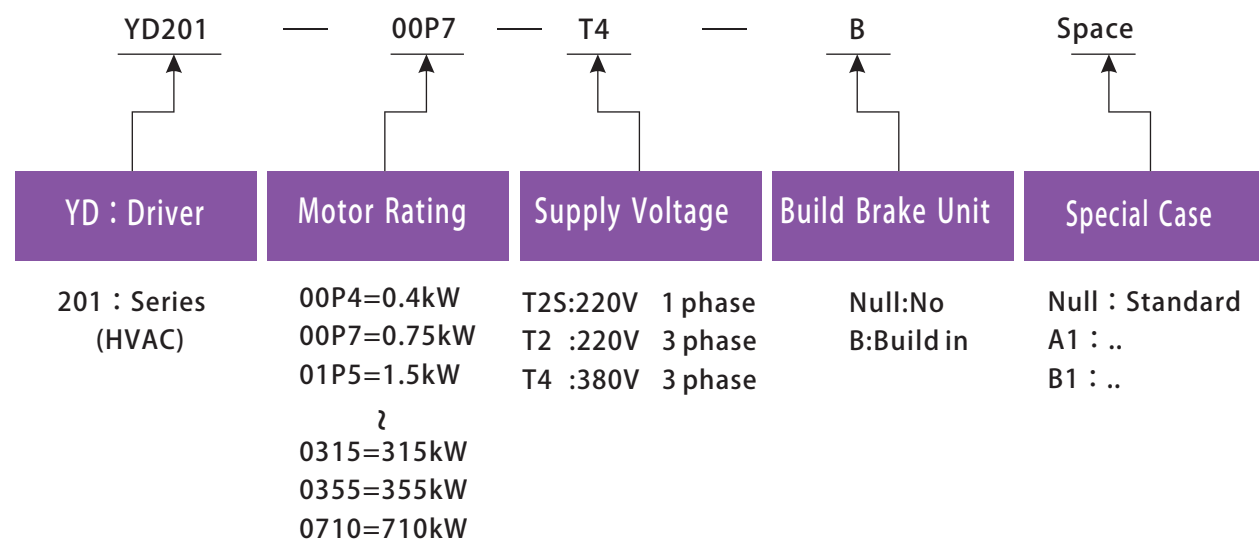 YD201 — 00P7 — T4 — B Space
YD：Driver
Motor Rating
Supply Voltage
Build Brake Unit
Special Case
201：Series
(HVAC)
00P4=0.4kW
00P7=0.75kW
01P5=1.5kW
~
0315=315kW
0355=355kW
0710=710kW
T2S:220V 1 phase
T2 :220V 3 phase
T4 :380V 3 phase
Null:No
B:Build in
Null：Standard
A1：..
B1：..